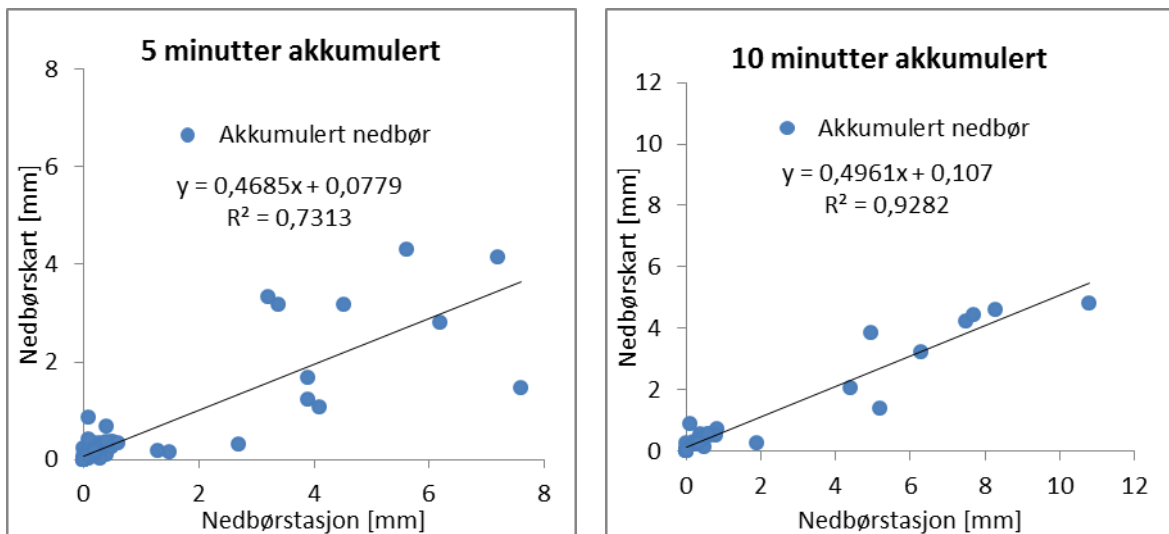 5 minutter akkumulert
8
6
4
2
0
Nedbørskart [mm]
Akkumulert nedbør
y = 0,4685x + 0,0779
R² = 0,7313
0 2 4 6 8
Nedbørstasjon [mm]
10 minutter akkumulert
12
10
8
6
4
2
0
Nedbørskart [mm]
Akkumulert nedbør
y = 0,4961x + 0,107
R² = 0,9282
0 2 4 6 8 10 12
Nedbørstasjon [mm]